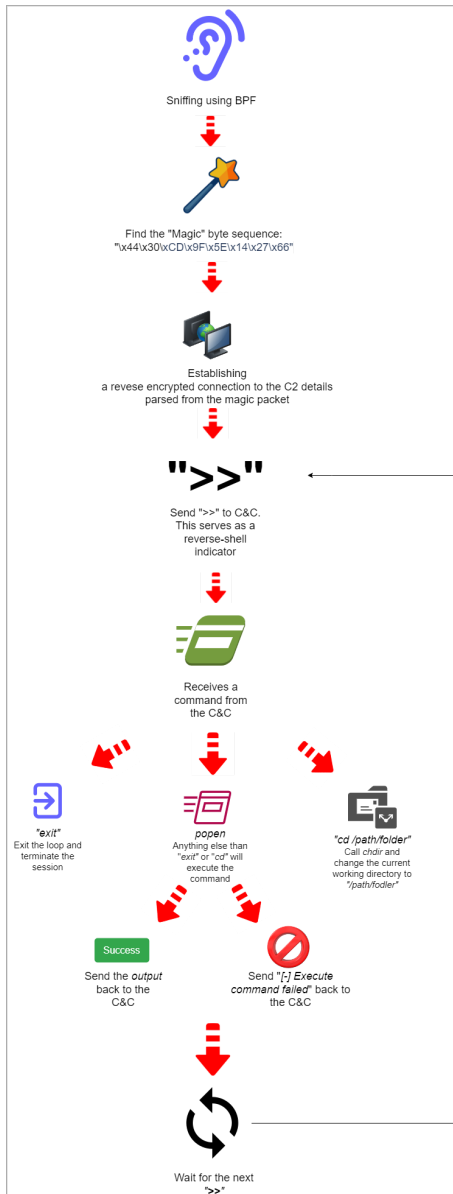 Sniffing using BPF
Find the "Magic" byte sequence:
"\x44\x30\xCD\x9F\x5E\x14\x27\x66"
Establishing
a revese encrypted connection to the C2 details
parsed from the magic packet
">>"
Send ">>" to C&C.
This serves as a
reverse-shell
indicator
Receives a
command from
the C&C
"exit"
Exit the loop and
terminate the
session
popen
Anything else than
"exit" or "cd" will
execute the
command
"cd /path/folder"
Call chdir and
change the current
working directory to
"/path/fodler"
Success
Send the output
back to the
C&C
Send "[-] Execute
command failed" back to
the C&C
Wait for the next
">>"